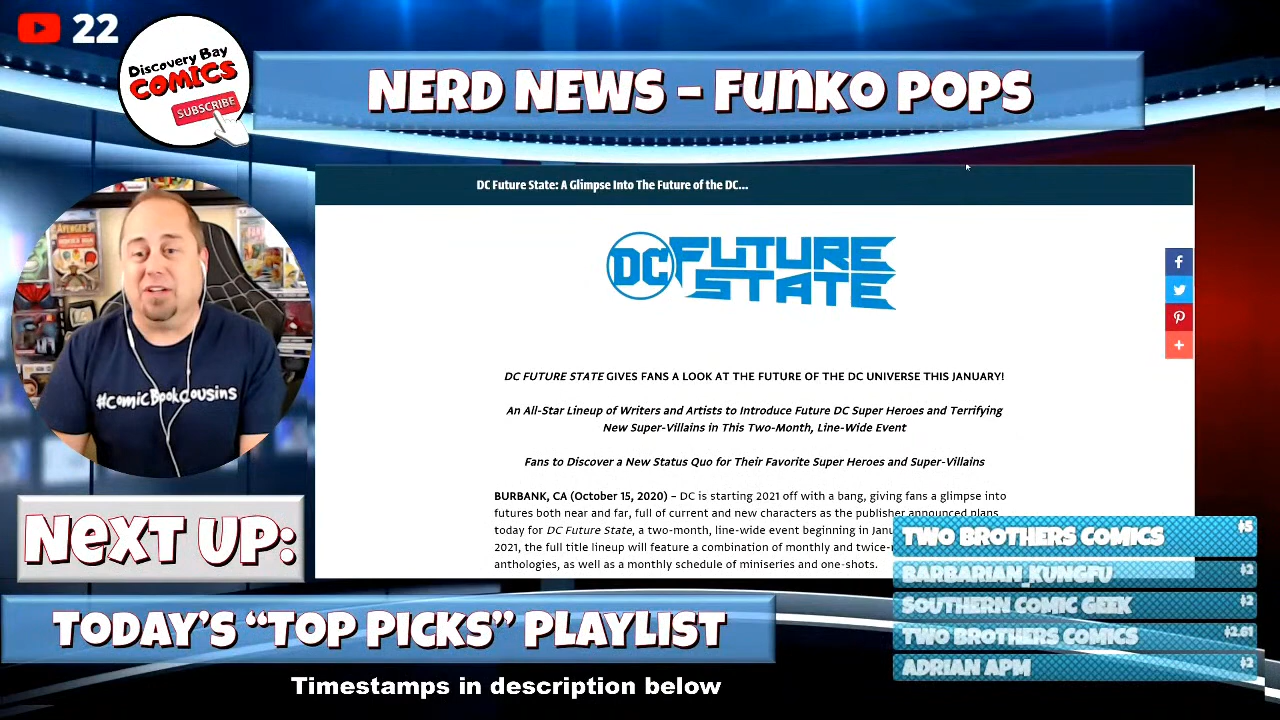 22
Discovery Bay
COMICS
SUBSCRIBE
NERD NEWS - FUNKO POPS
DC Future State: A Glimpse Into The Future of the DC...
DC FUTURE
STATE
DC FUTURE STATE GIVES FANS A LOOK AT THE FUTURE OF THE DC UNIVERSE THIS JANUARY!
An All-Star Lineup of Writers and Artists to Introduce Future DC Super Heroes and Terrifying
New Super-Villains in This Two-Month, Line-Wide Event
Fans to Discover a New Status Quo for Their Favorite Super Heroes and Super-Villains
BURBANK, CA (October 15, 2020) – DC is starting 2021 off with a bang, giving fans a glimpse into
futures both near and far, full of current and new characters as the publisher announced plans
today for DC Future State, a two-month, line-wide event beginning in
2021, the full title lineup will feature a combination of monthly and
anthologies, as well as a monthly schedule of miniseries and one-shots.
AVENGERS
#ComicBookCousins
NEXT UP:
TODAY'S "TOP PICKS" PLAYLIST
Timestamps in description below
TWO BROTHERS COMICS $5
BARBARIAN_KUNGFU $2
SOUTHERN COMIC GEEK $2
TWO BROTHERS COMICS $2.61
ADRIAN APM $2